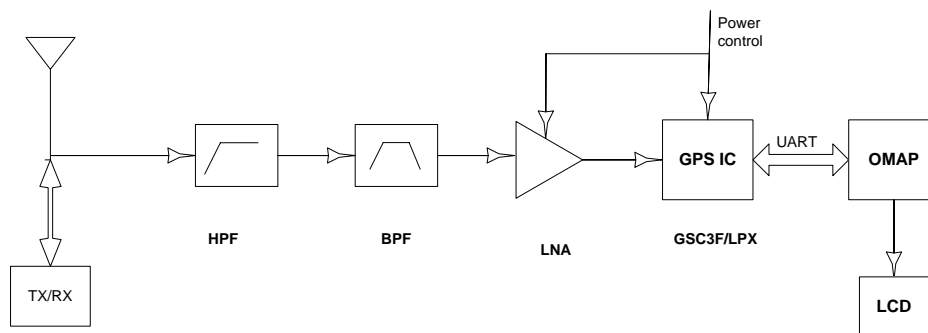 Power
control
GPS IC
UART
OMAP
HPF
BPF
LNA
GSC3F/LPX
TX/RX
LCD